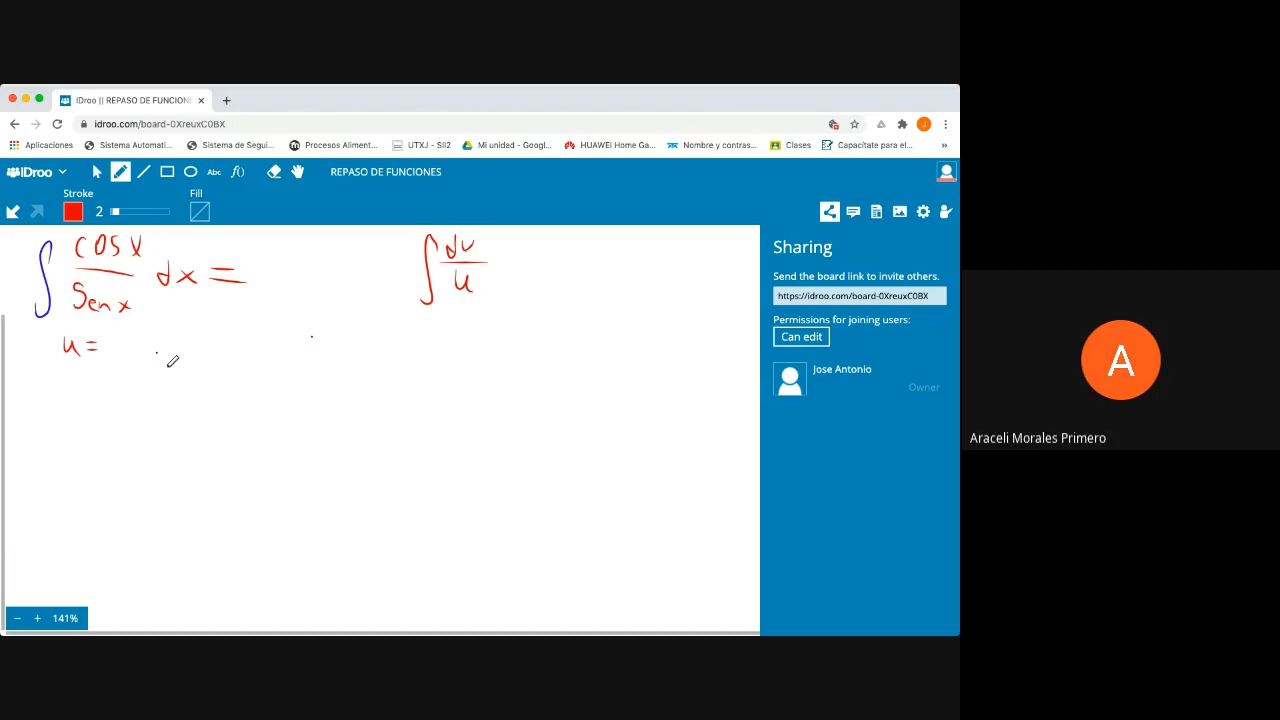 IDroo || REPASO DE FUNCIONE
idroo.com/board-0XreuxC0BX
Aplicaciones Sistema Automati... Sistema de Segui... Procesos Aliment... UTXJ - SII2 Mi unidad - Googl... HUAWEI Home Ga... Nombre y contras... Clases Capacítate para el... »
IDroo Abc f() REPASO DE FUNCIONES
Stroke Fill
2
∫ cos x / Sen x dx =
∫ du / u
u =
Sharing
Send the board link to invite others.
https://idroo.com/board-0XreuxC0BX
Permissions for joining users:
Can edit
Jose Antonio
Owner
− + 141%
A
Araceli Morales Primero